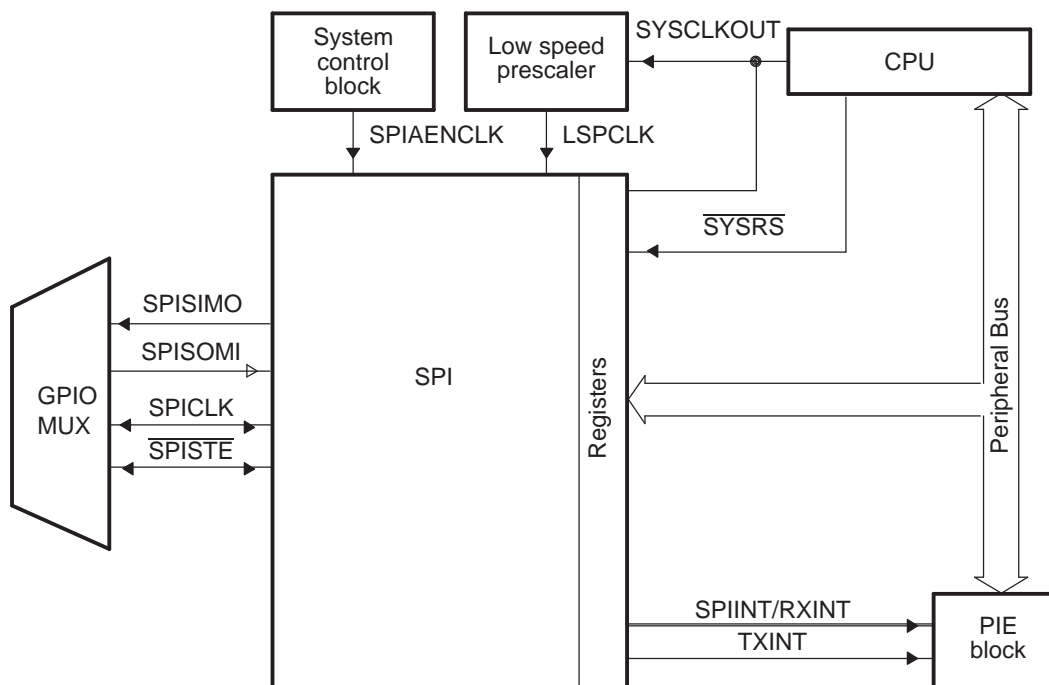 System
control
block
Low speed
prescaler
SYSCLKOUT
CPU
SPIAENCLK
LSPCLK
SYSRS
SPISIMO
SPISOMI
SPICLK
SPISTE
GPIO
MUX
SPI
Registers
Peripheral Bus
SPIINT/RXINT
TXINT
PIE
block